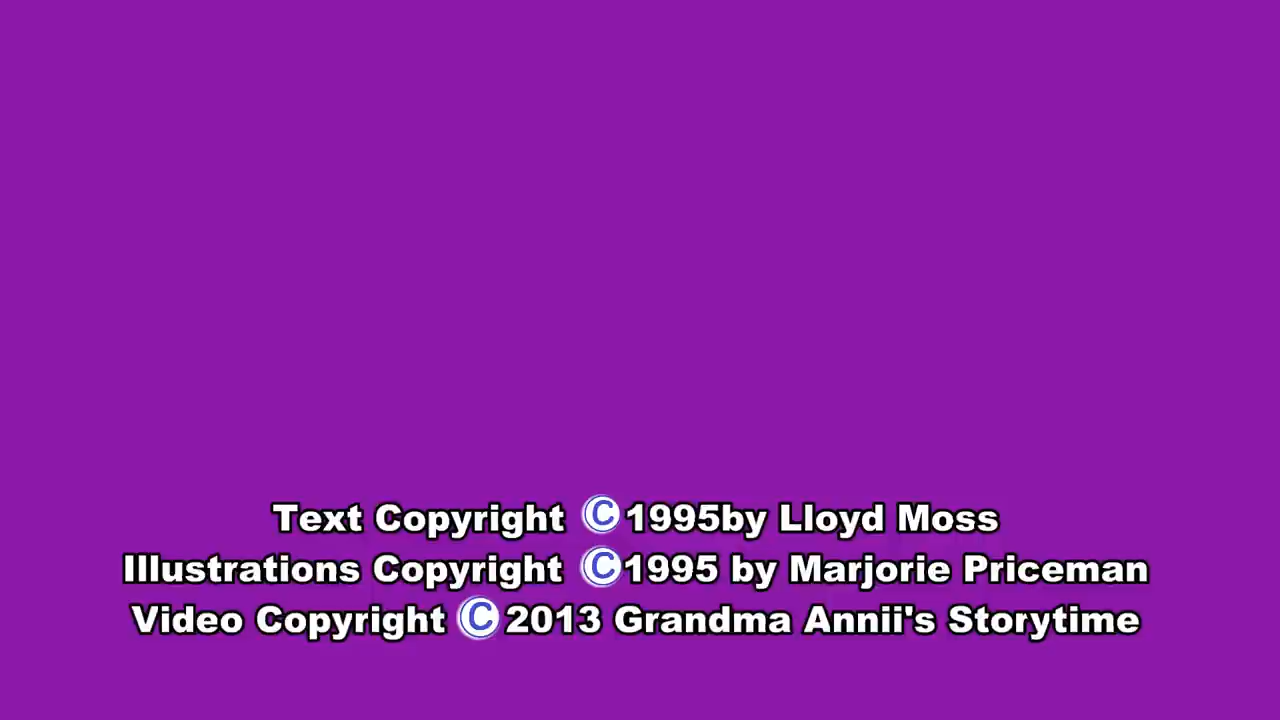 Text Copyright ©1995by Lloyd Moss
Illustrations Copyright ©1995 by Marjorie Priceman
Video Copyright ©2013 Grandma Annii's Storytime